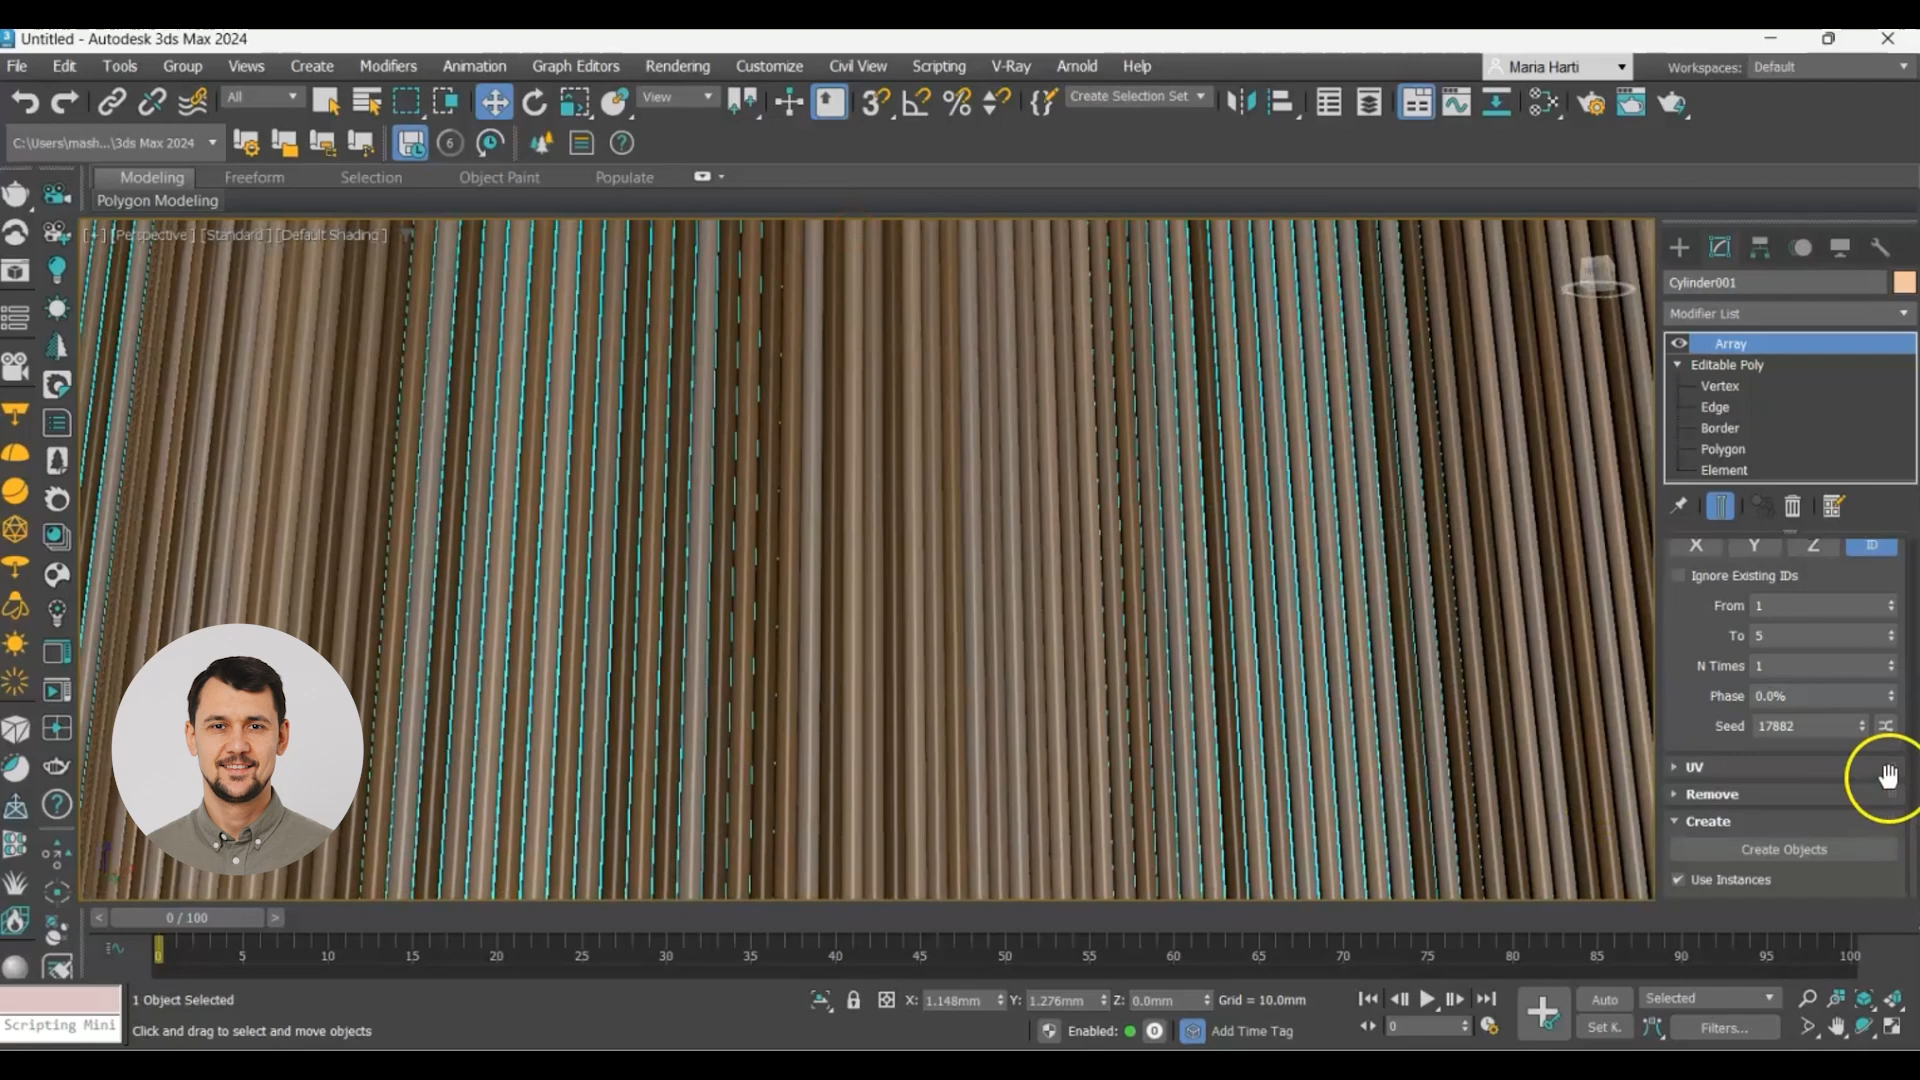 Untitled - Autodesk 3ds Max 2024
File Edit Tools Group Views Create Modifiers Animation Graph Editors Rendering Customize Civil View Scripting V-Ray Arnold Help Maria Harti Workspaces: Default
All View Create Selection Set
C:\Users\mash...\3ds Max 2024 6
Modeling Freeform Selection Object Paint Populate
Polygon Modeling
[+] [Perspective ] [Standard ] [Default Shading ]
Cylinder001
Modifier List
Array
Editable Poly
Vertex
Edge
Border
Polygon
Element
X Y Z ID
Ignore Existing IDs
From 1
To 5
N Times 1
Phase 0.0%
Seed 17882
UV
Remove
Create
Create Objects
Use Instances
< 0 / 100 >
0 5 10 15 20 25 30 35 40 45 50 55 60 65 70 75 80 85 90 95 100
1 Object Selected X: 1.148mm Y: 1.276mm Z: 0.0mm Grid = 10.0mm Auto Selected
Scripting Mini Click and drag to select and move objects Enabled: 0 Add Time Tag 0 Set K. Filters...